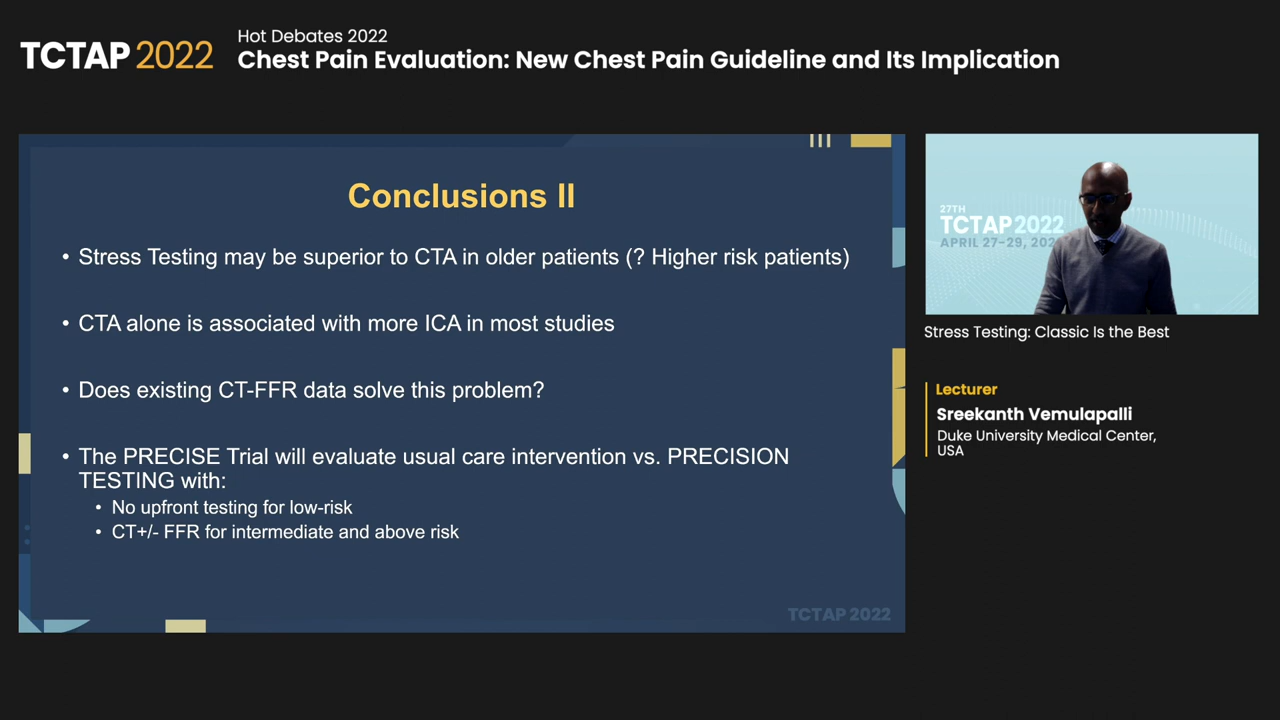 TCTAP 2022
Hot Debates 2022
Chest Pain Evaluation: New Chest Pain Guideline and Its Implication
Conclusions II
• Stress Testing may be superior to CTA in older patients (? Higher risk patients)
• CTA alone is associated with more ICA in most studies
• Does existing CT-FFR data solve this problem?
• The PRECISE Trial will evaluate usual care intervention vs. PRECISION
TESTING with:
• No upfront testing for low-risk
• CT+/- FFR for intermediate and above risk
TCTAP 2022
27TH
TCTAP 2022
APRIL 27-29, 202
Stress Testing: Classic Is the Best
Lecturer
Sreekanth Vemulapalli
Duke University Medical Center,
USA